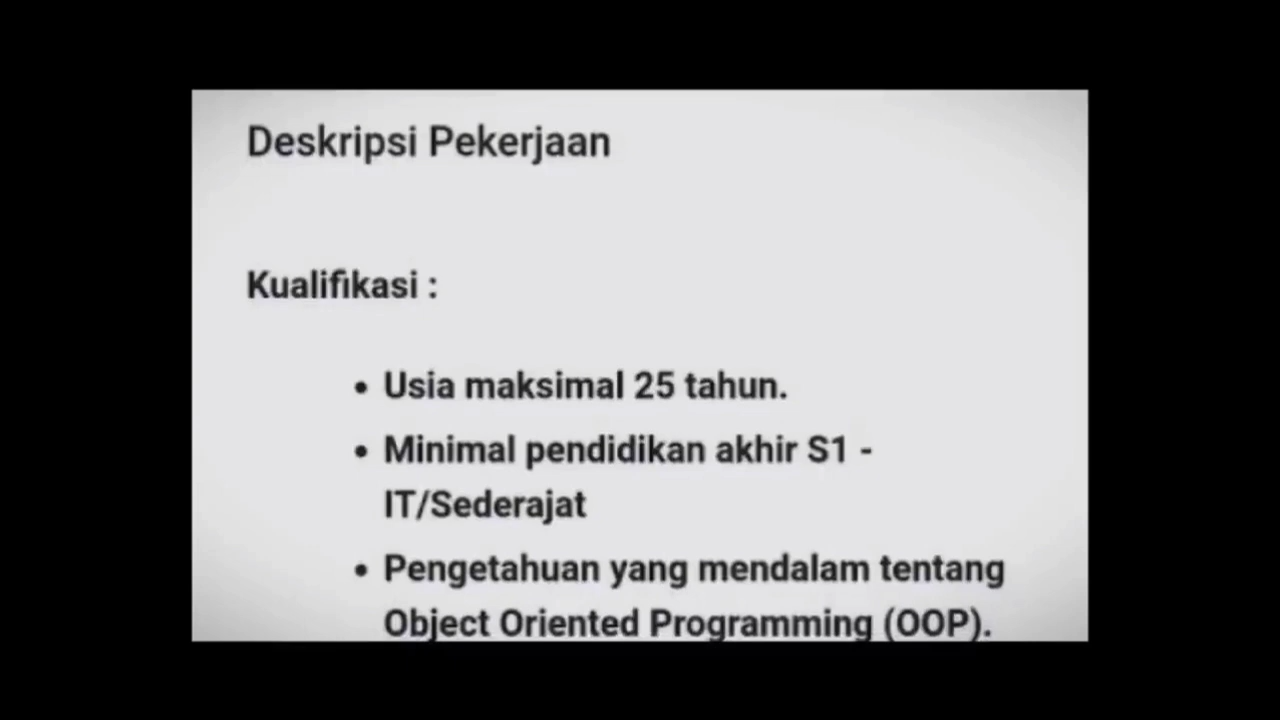 Deskripsi Pekerjaan
Kualifikasi :
• Usia maksimal 25 tahun.
• Minimal pendidikan akhir S1 -
IT/Sederajat
• Pengetahuan yang mendalam tentang
Object Oriented Programming (OOP).